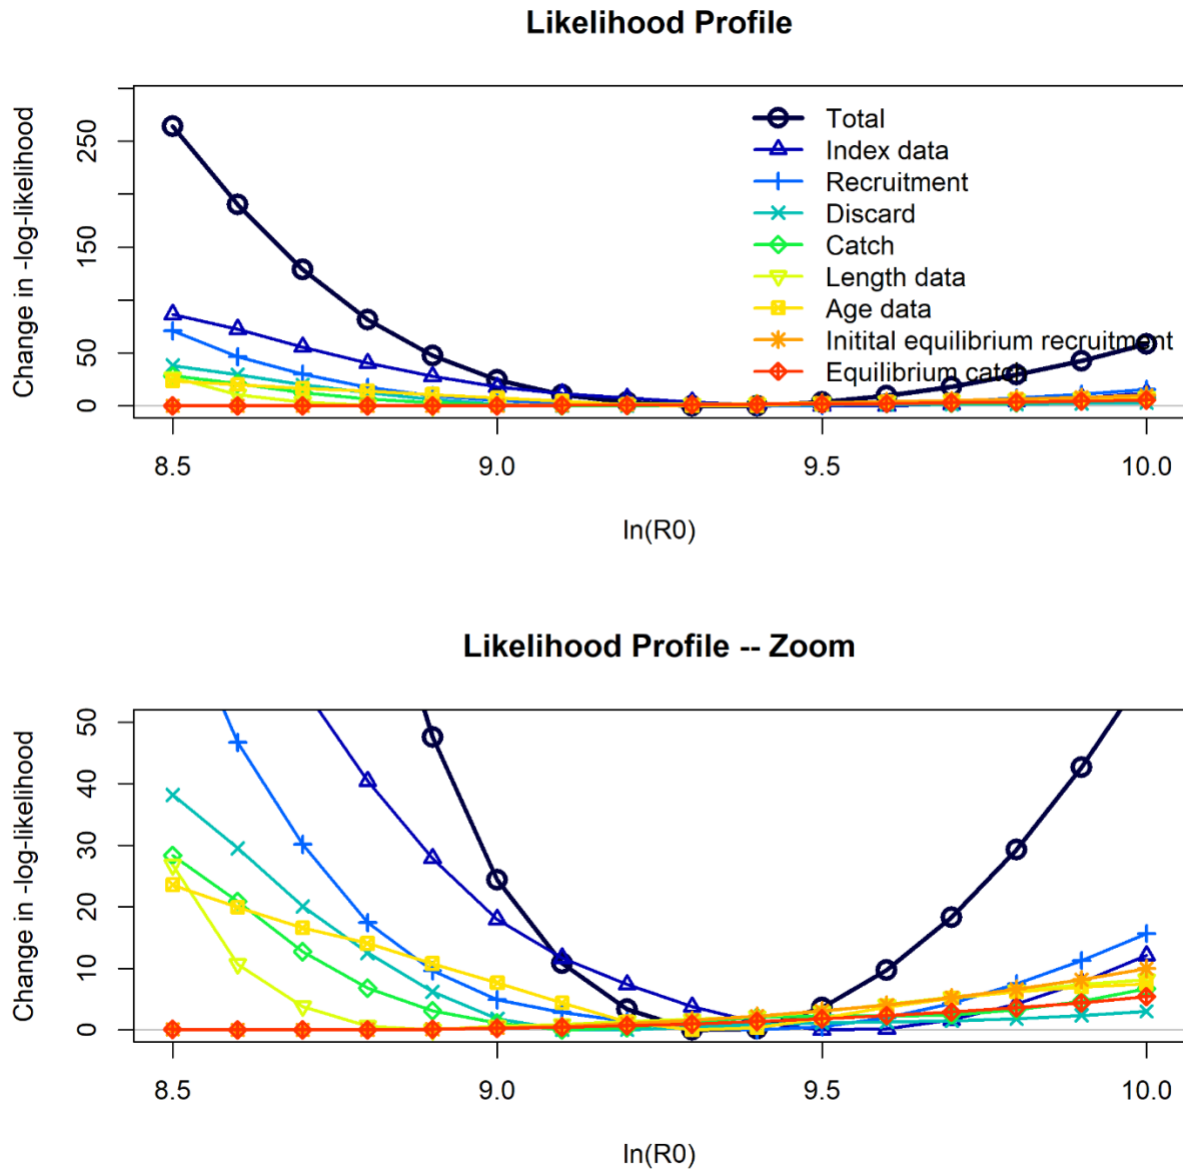 Likelihood Profile
Change in -log-likelihood
250
150
50
0
Total
Index data
Recruitment
Discard
Catch
Length data
Age data
Initital equilibrium recruitment
Equilibrium catch
8.5 9.0 9.5 10.0
ln(R0)
Likelihood Profile -- Zoom
Change in -log-likelihood
50
40
30
20
10
0
8.5 9.0 9.5 10.0
ln(R0)